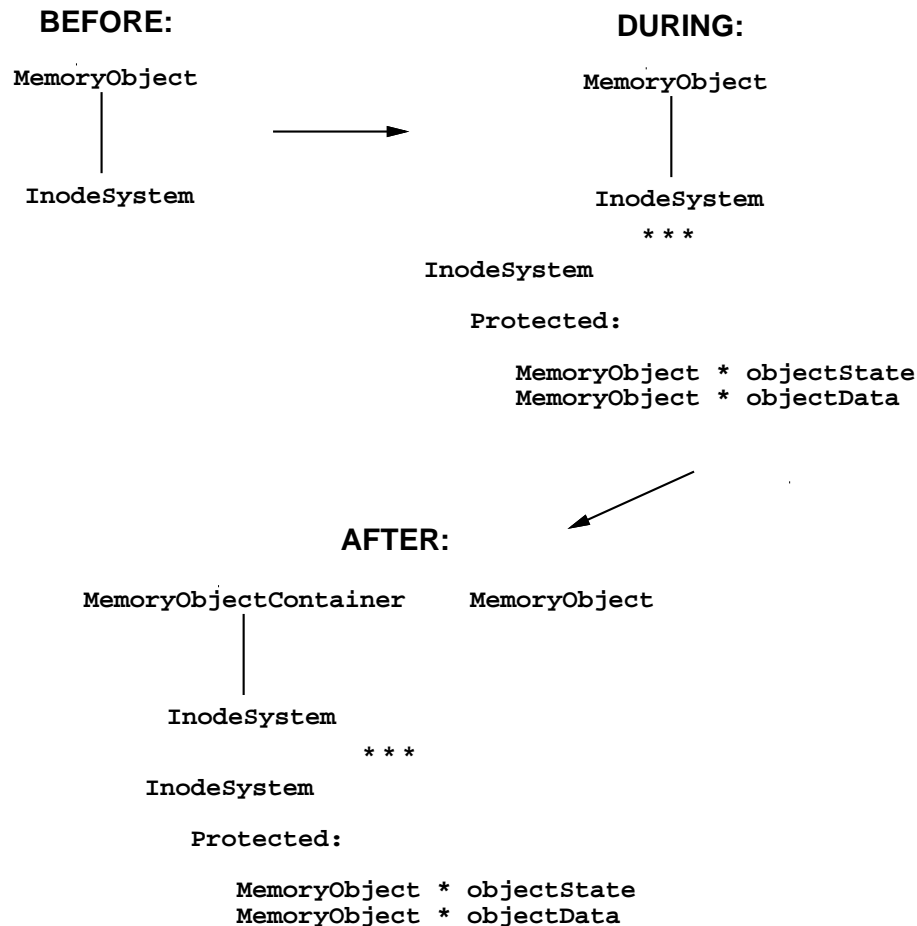 BEFORE:
MemoryObject
InodeSystem
DURING:
MemoryObject
InodeSystem
* * *
InodeSystem
Protected:
MemoryObject * objectState
MemoryObject * objectData
AFTER:
MemoryObjectContainer MemoryObject
InodeSystem
* * *
InodeSystem
Protected:
MemoryObject * objectState
MemoryObject * objectData